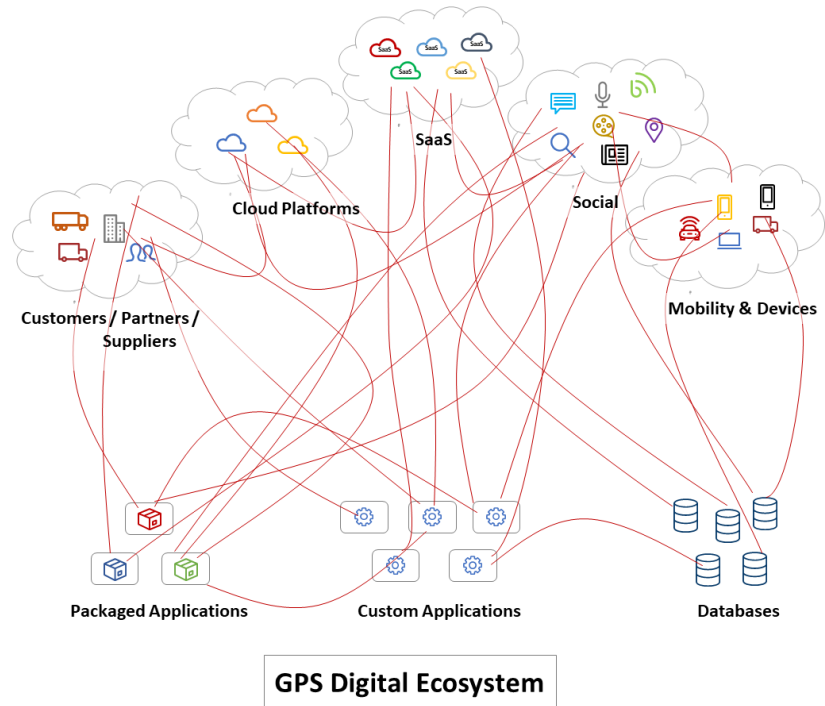 SaaS
SaaS
SaaS
SaaS
SaaS
SaaS
Cloud Platforms
Social
Customers / Partners /
Suppliers
Mobility & Devices
Packaged Applications
Custom Applications
Databases
GPS Digital Ecosystem